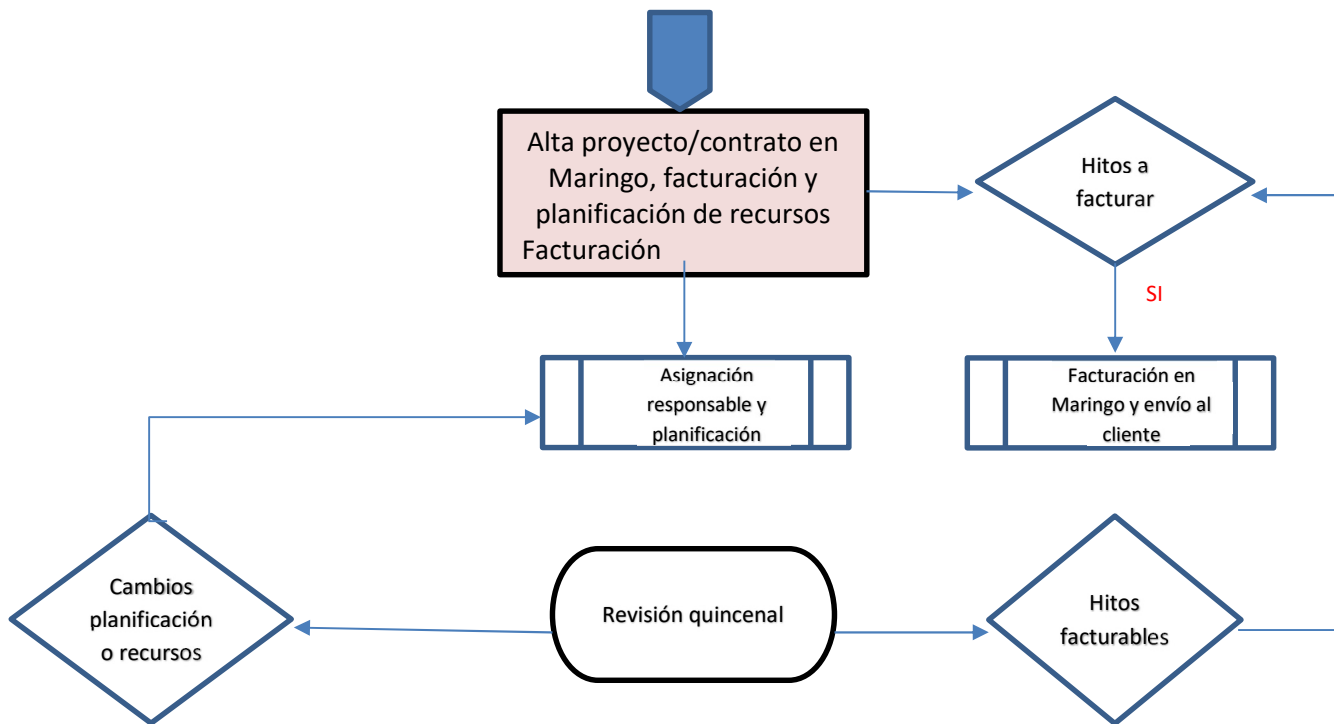 Alta proyecto/contrato en
Maringo, facturación y
planificación de recursos
Facturación
Hitos a
facturar
SI
Asignación
responsable y
planificación
Facturación en
Maringo y envío al
cliente
Cambios
planificación
o recursos
Revisión quincenal
Hitos
facturables